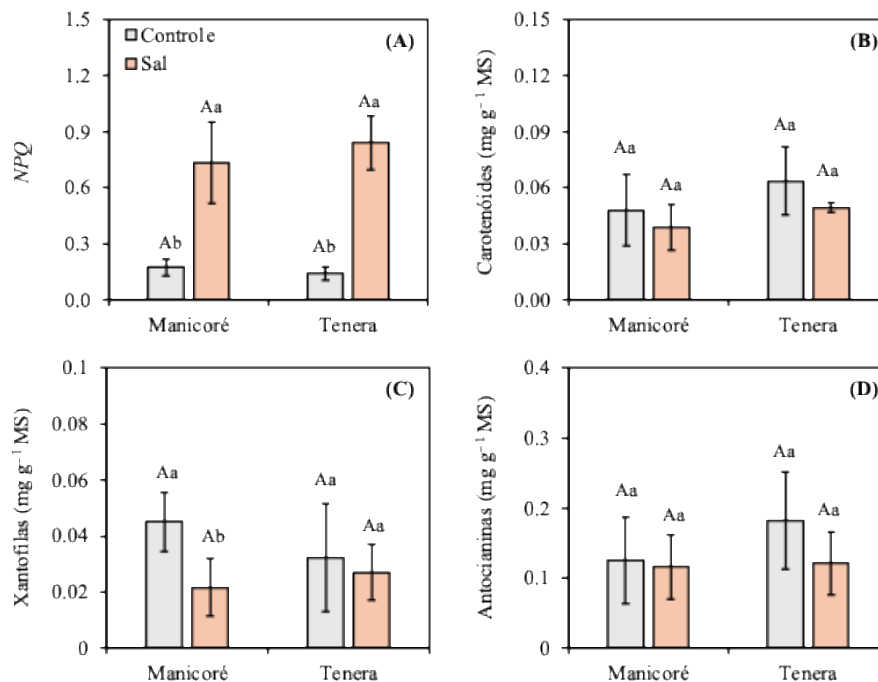 1.5
1.2
0.9
0.6
0.3
0.0
NPQ
Controle
Sal
(A)
Ab
Aa
Ab
Aa
Manicoré
Tenera
0.15
0.12
0.09
0.06
0.03
0.00
Carotenóides (mg g⁻¹ MS)
(B)
Aa
Aa
Aa
Aa
Manicoré
Tenera
0.1
0.08
0.06
0.04
0.02
0
Xantofilas (mg g⁻¹ MS)
(C)
Aa
Ab
Aa
Aa
Manicoré
Tenera
0.4
0.3
0.2
0.1
0
Antocianinas (mg g⁻¹ MS)
(D)
Aa
Aa
Aa
Aa
Manicoré
Tenera